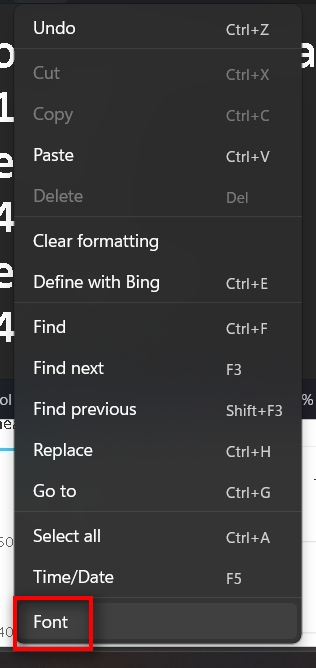 Undo Ctrl+Z
Cut Ctrl+X
Copy Ctrl+C
Paste Ctrl+V
Delete Del
Clear formatting
Define with Bing Ctrl+E
Find Ctrl+F
Find next F3
Find previous Shift+F3
Replace Ctrl+H
Go to Ctrl+G
Select all Ctrl+A
Time/Date F5
Font